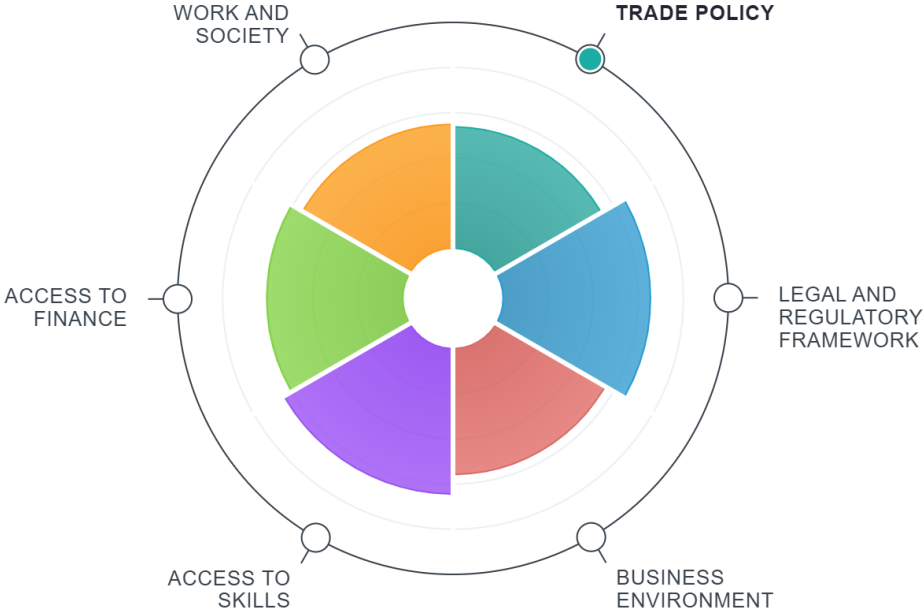 WORK AND
SOCIETY
TRADE POLICY
ACCESS TO
FINANCE
LEGAL AND
REGULATORY
FRAMEWORK
ACCESS TO
SKILLS
BUSINESS
ENVIRONMENT